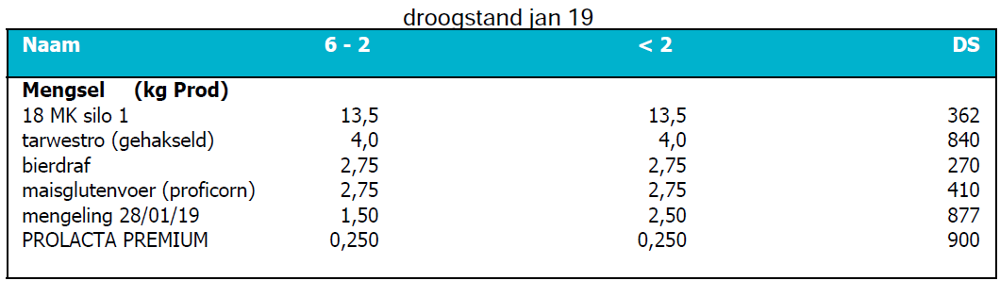 droogstand jan 19
Naam 6 - 2 < 2 DS
Mengsel (kg Prod)
18 MK silo 1 13,5 13,5 362
tarwestro (gehakseld) 4,0 4,0 840
bierdraf 2,75 2,75 270
maisglutenvoer (proficorn) 2,75 2,75 410
mengeling 28/01/19 1,50 2,50 877
PROLACTA PREMIUM 0,250 0,250 900